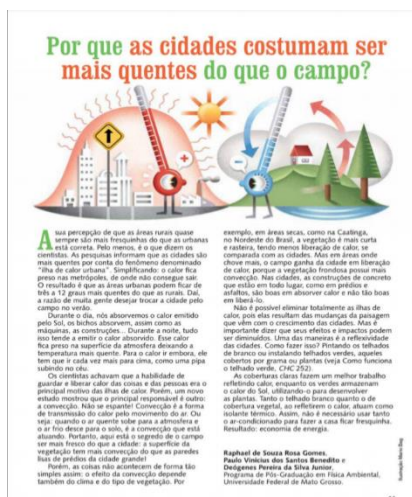 Por que as cidades costumam ser
mais quentes do que o campo?
A sua percepção de que as áreas rurais quase
sempre são mais fresquinhas do que as urbanas
está correta. Pelo menos, é o que dizem os
cientistas. As pesquisas informam que as cidades são
mais quentes por conta do fenômeno denominado
"ilha de calor urbana". Simplificando: o calor fica
preso nas metrópoles, de onde não consegue sair.
O resultado é que as áreas urbanas podem ficar de
três a 12 graus mais quentes do que as rurais. Daí,
a razão de muita gente desejar trocar a cidade pelo
campo no verão.
Durante o dia, nós absorvemos o calor emitido
pelo Sol, os bichos absorvem, assim como as
máquinas, as construções... Durante a noite, tudo
isso tende a emitir o calor absorvido. Esse calor
fica preso na superfície da atmosfera deixando a
temperatura mais quente. Para o calor ir embora, ele
tem que ir cada vez mais para cima, como uma pipa
subindo no céu.
Os cientistas achavam que a habilidade de
guardar e liberar calor das coisas e das pessoas era o
principal motivo das ilhas de calor. Porém, um novo
estudo mostrou que o principal responsável é outro:
a convecção. Não se espante! Convecção é a forma
de transmissão do calor pelo movimento do ar. Ou
seja: quando o ar quente sobe para a atmosfera e
o ar frio desce para o solo, é a convecção que está
atuando. Portanto, aqui está o segredo de o campo
ser mais fresco do que a cidade: a superfície da
vegetação tem mais convecção do que as paredes
lisas de prédios da cidade grande!
Porém, as coisas não acontecem de forma tão
simples assim: o efeito da convecção depende
também do clima e do tipo de vegetação. Por
exemplo, em áreas secas, como na Caatinga,
no Nordeste do Brasil, a vegetação é mais curta
e rasteira, tendo menos liberação de calor, se
comparada com as cidades. Mas em áreas onde
chove mais, o campo ganha da cidade em liberação
de calor, porque a vegetação frondosa possui mais
convecção. Nas cidades, as construções de concreto
que estão em todo lugar, como em prédios e
asfaltos, são boas em absorver calor e não tão boas
em liberá-lo.
Não é possível eliminar totalmente as ilhas de
calor, pois elas resultam das mudanças da paisagem
que vêm com o crescimento das cidades. Mas é
importante dizer que seus efeitos e impactos podem
ser diminuídos. Uma das maneiras é a reflexividade
das cidades. Como fazer isso? Pintando os telhados
de branco ou instalando telhados verdes, aqueles
cobertos por grama ou plantas (veja Como funciona
o telhado verde, CHC 252).
As coberturas claras fazem um melhor trabalho
refletindo calor, enquanto os verdes armazenam
o calor do Sol, utilizando-o para desenvolver
as plantas. Tanto o telhado branco quanto o de
cobertura vegetal, ao refletirem o calor, atuam como
isolante térmico. Assim, não é necessário usar tanto
o ar-condicionado para fazer a casa ficar fresquinha.
Resultado: economia de energia.
Raphael de Souza Rosa Gomes,
Paulo Vinícius dos Santos Benedito e
Deógenes Pereira da Silva Junior,
Programa de Pós-Graduação em Física Ambiental,
Universidade Federal de Mato Grosso.